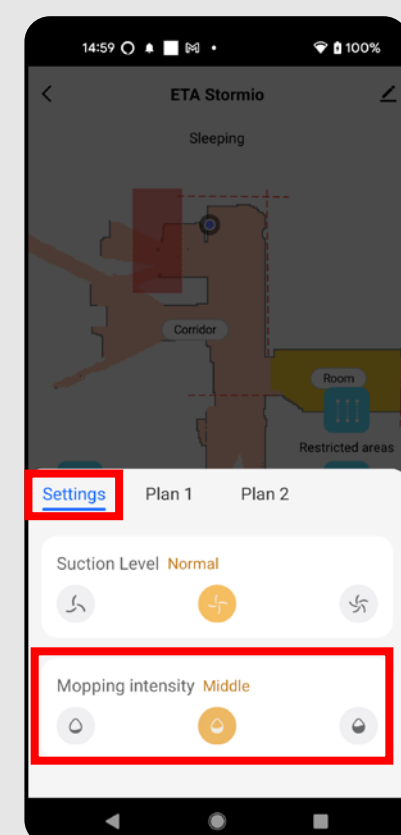 14:59 100%
ETA Stormio
Sleeping
Corridor
Room
Restricted areas
Settings Plan 1 Plan 2
Suction Level Normal
Mopping intensity Middle